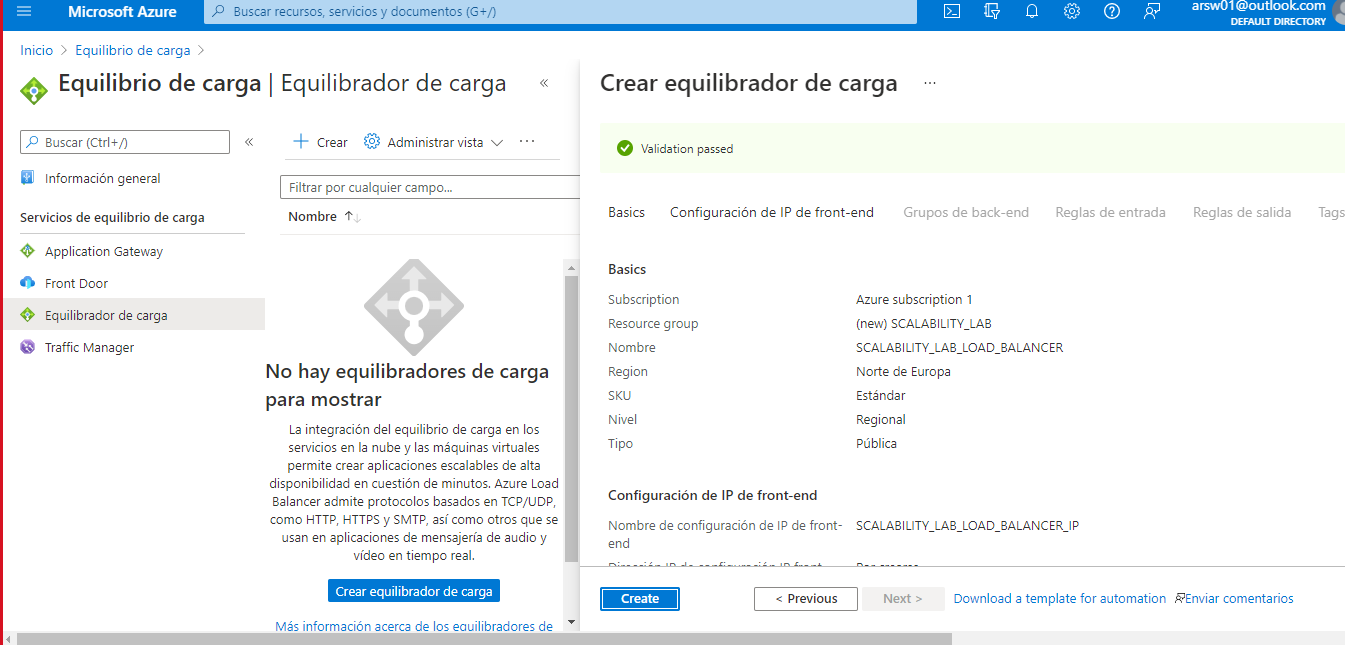 Microsoft Azure
Buscar recursos, servicios y documentos (G+/)
arsw01@outlook.com
DEFAULT DIRECTORY
Inicio > Equilibrio de carga >
Equilibrio de carga | Equilibrador de carga
«
Buscar (Ctrl+/)
«
Información general
Servicios de equilibrio de carga
Application Gateway
Front Door
Equilibrador de carga
Traffic Manager
+ Crear Administrar vista ...
Filtrar por cualquier campo...
Nombre ↑↓
No hay equilibradores de carga
para mostrar
La integración del equilibrio de carga en los
servicios en la nube y las máquinas virtuales
permite crear aplicaciones escalables de alta
disponibilidad en cuestión de minutos. Azure Load
Balancer admite protocolos basados en TCP/UDP,
como HTTP, HTTPS y SMTP, así como otros que se
usan en aplicaciones de mensajería de audio y
vídeo en tiempo real.
Crear equilibrador de carga
Más información acerca de los equilibradores de
Crear equilibrador de carga ...
Validation passed
Basics Configuración de IP de front-end Grupos de back-end Reglas de entrada Reglas de salida Tags
Basics
Subscription Azure subscription 1
Resource group (new) SCALABILITY_LAB
Nombre SCALABILITY_LAB_LOAD_BALANCER
Region Norte de Europa
SKU Estándar
Nivel Regional
Tipo Pública
Configuración de IP de front-end
Nombre de configuración de IP de front- SCALABILITY_LAB_LOAD_BALANCER_IP
end
Create < Previous Next > Download a template for automation Enviar comentarios